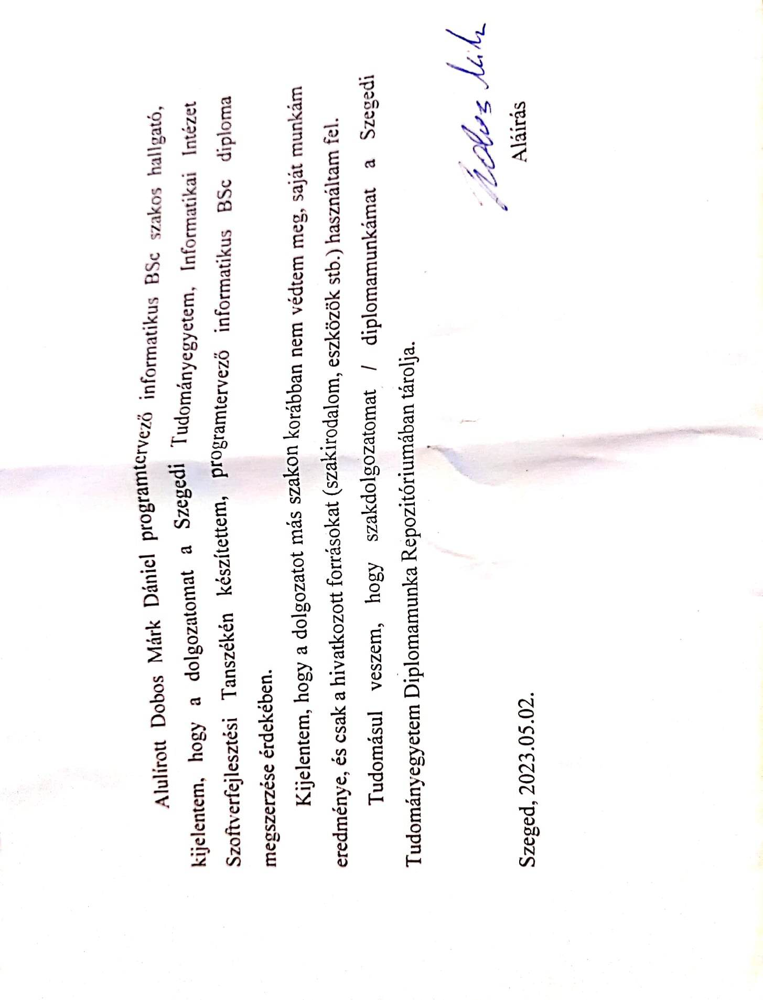 Alulírott Dobos Márk Dániel programtervező informatikus BSc szakos hallgató,
kijelentem, hogy a dolgozatomat a Szegedi Tudományegyetem, Informatikai Intézet
Szoftverfejlesztési Tanszékén készítettem, programtervező informatikus BSc diploma
megszerzése érdekében.
Kijelentem, hogy a dolgozatot más szakon korábban nem védtem meg, saját munkám
eredménye, és csak a hivatkozott forrásokat (szakirodalom, eszközök stb.) használtam fel.
Tudomásul veszem, hogy szakdolgozatomat / diplomamunkámat a Szegedi
Tudományegyetem Diplomamunka Repozitóriumában tárolja.
Dobos Márk
Szeged, 2023.05.02.
Aláírás